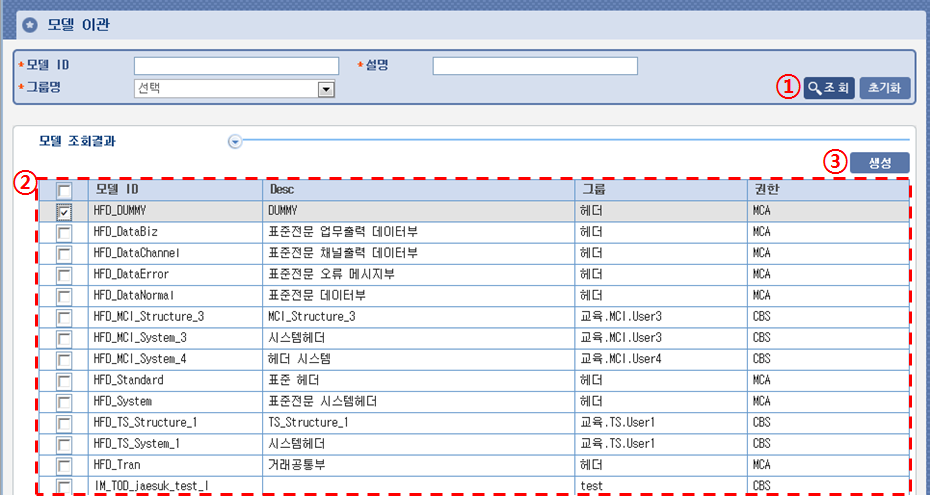 모델 이관
*모델 ID *설명
*그룹명 선택 ① 조회 초기화
모델 조회결과
③ 생성
② 모델 ID Desc 그룹 권한
HFD_DUMMY DUMMY 헤더 MCA
HFD_DataBiz 표준전문 업무출력 데이터부 헤더 MCA
HFD_DataChannel 표준전문 채널출력 데이터부 헤더 MCA
HFD_DataError 표준전문 오류 메시지부 헤더 MCA
HFD_DataNormal 표준전문 데이터부 헤더 MCA
HFD_MCI_Structure_3 MCI_Structure_3 교육.MCI.User3 CBS
HFD_MCI_System_3 시스템헤더 교육.MCI.User3 CBS
HFD_MCI_System_4 헤더 시스템 교육.MCI.User4 CBS
HFD_Standard 표준 헤더 헤더 MCA
HFD_System 표준전문 시스템헤더 헤더 MCA
HFD_TS_Structure_1 TS_Structure_1 교육.TS.User1 CBS
HFD_TS_System_1 시스템헤더 교육.TS.User1 CBS
HFD_Tran 거래공통부 헤더 MCA
IM_TOD_jaesuk_test_I test CBS